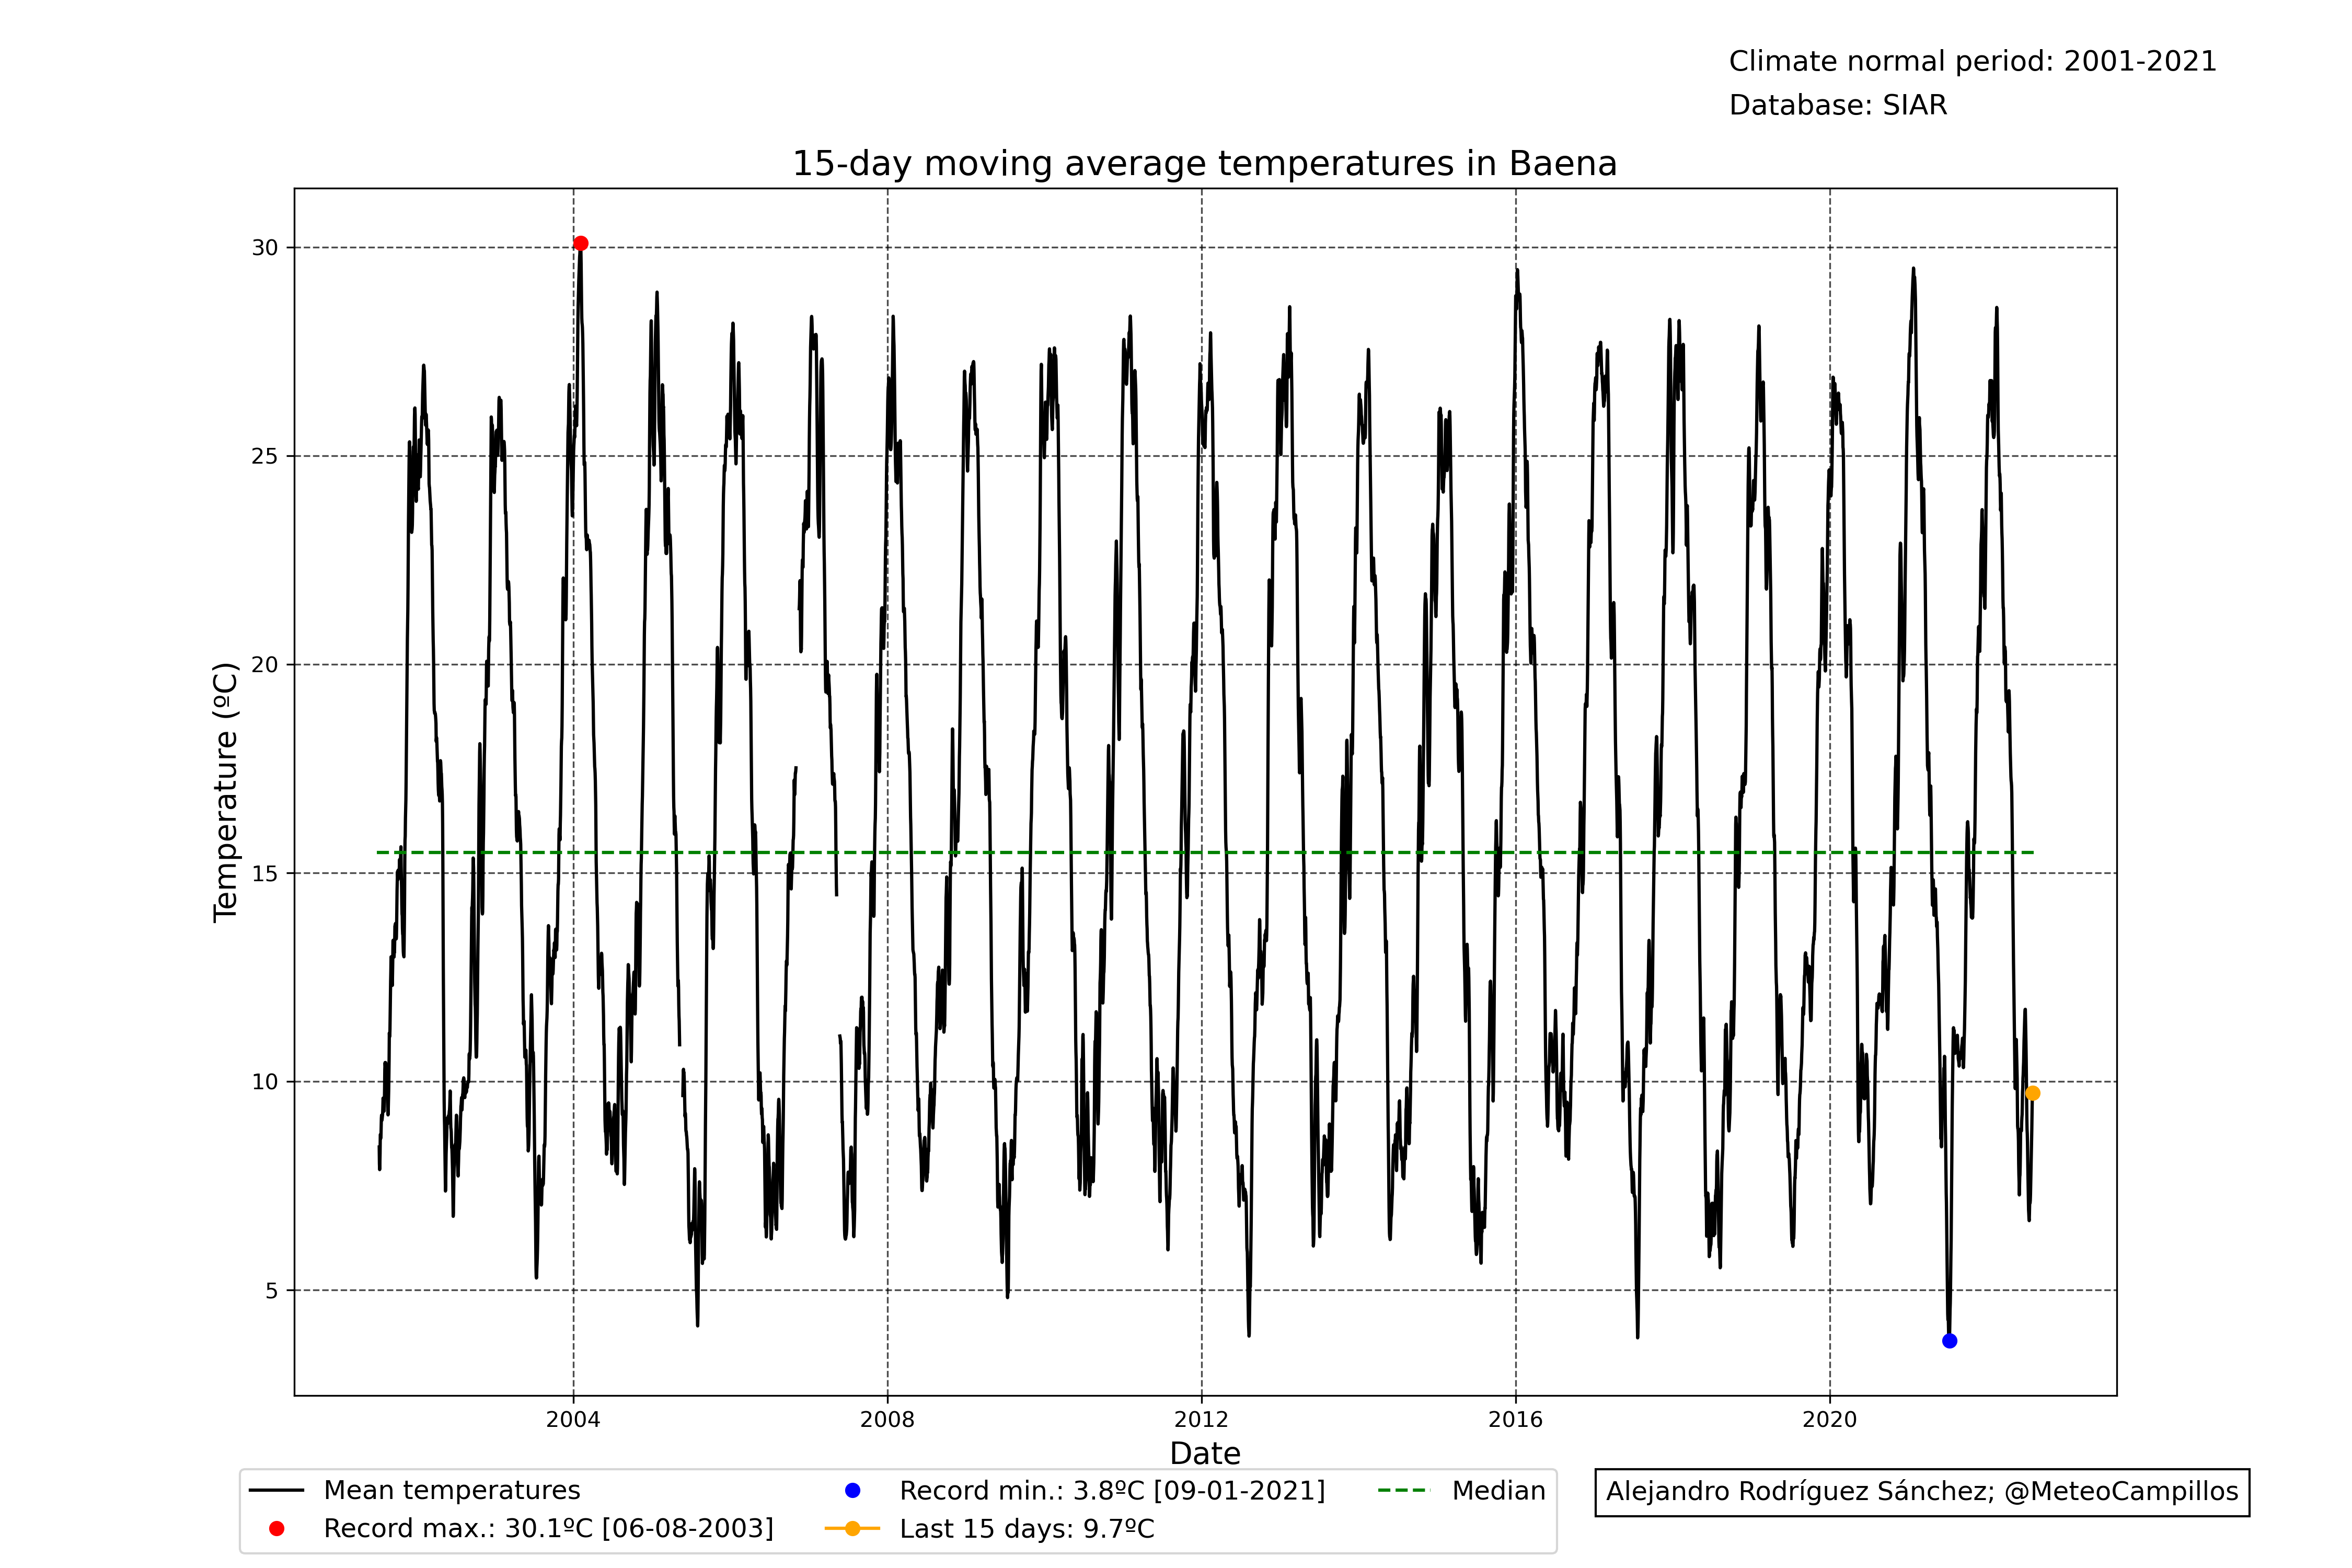 Climate normal period: 2001-2021
Database: SIAR
15-day moving average temperatures in Baena
30
25
20
15
10
5
Temperature (ºC)
2004 2008 2012 2016 2020
Date
Mean temperatures
Record max.: 30.1ºC [06-08-2003]
Record min.: 3.8ºC [09-01-2021]
Last 15 days: 9.7ºC
Median
Alejandro Rodríguez Sánchez; @MeteoCampillos